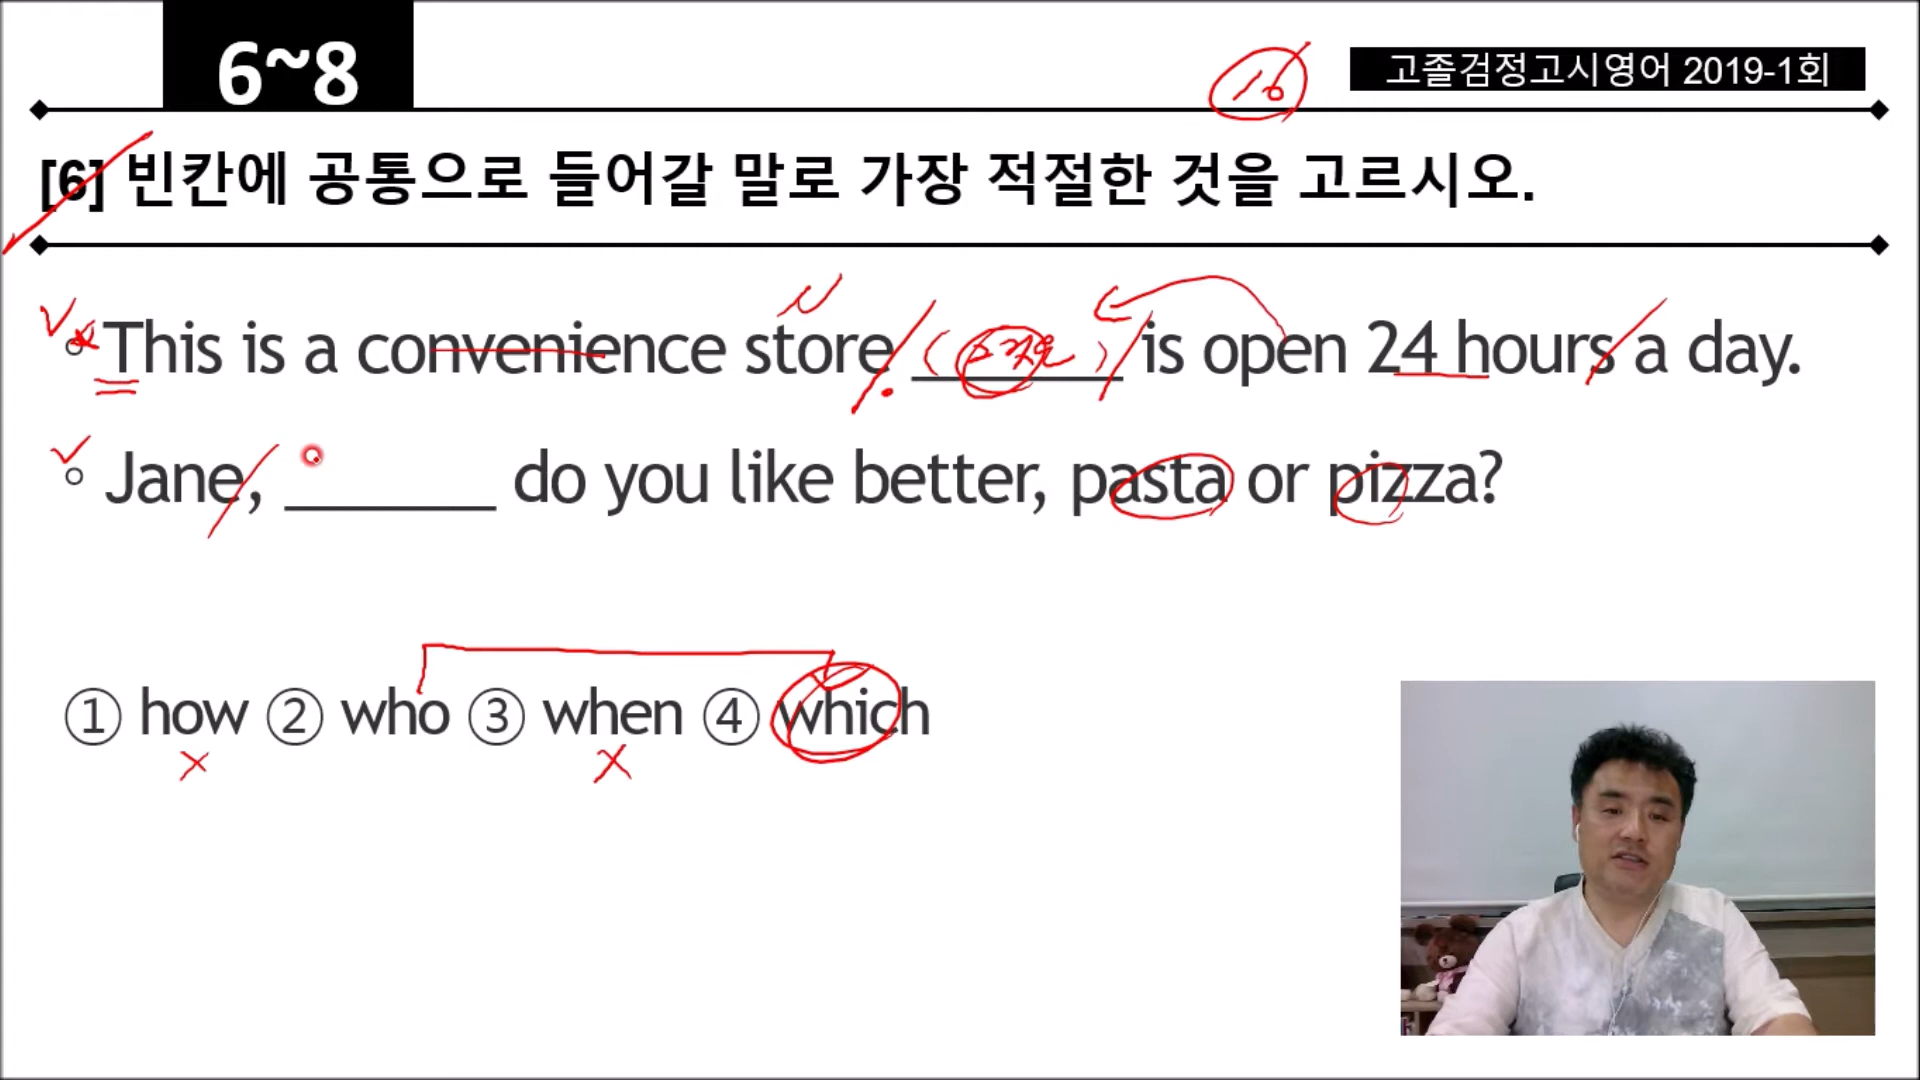 6~8
16
고졸검정고시영어 2019-1회
[6] 빈칸에 공통으로 들어갈 말로 가장 적절한 것을 고르시오.
This is a convenience store ________ is open 24 hours a day.
Jane, ________ do you like better, pasta or pizza?
① how ② who ③ when ④ which